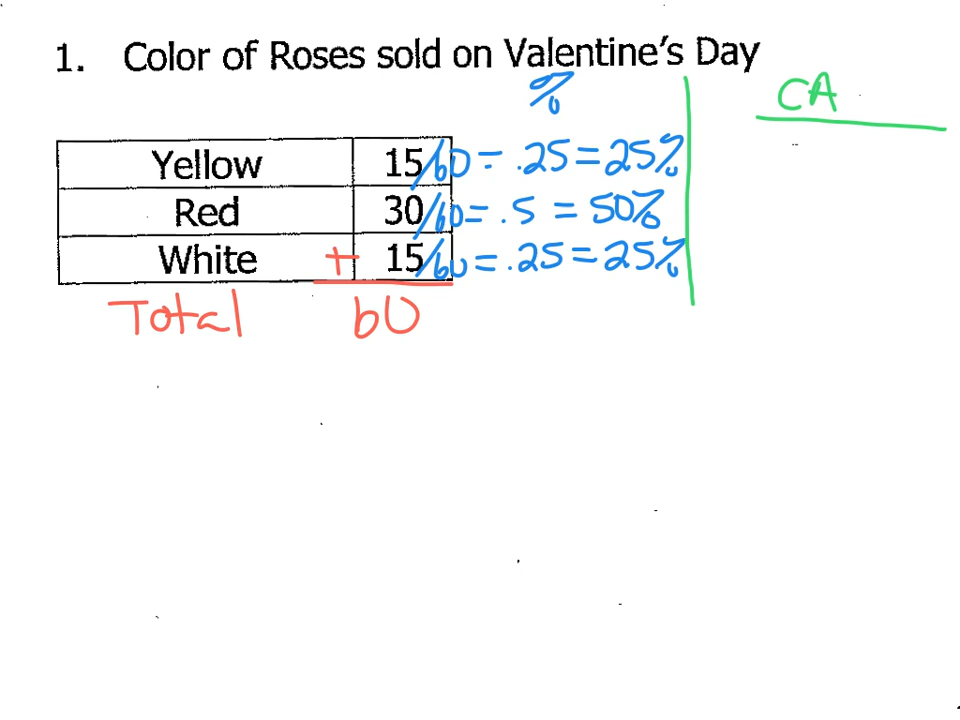 1. Color of Roses sold on Valentine's Day
% CA
Yellow 15/60 = .25 = 25%
Red 30/60 = .5 = 50%
White + 15/60 = .25 = 25%
Total 60